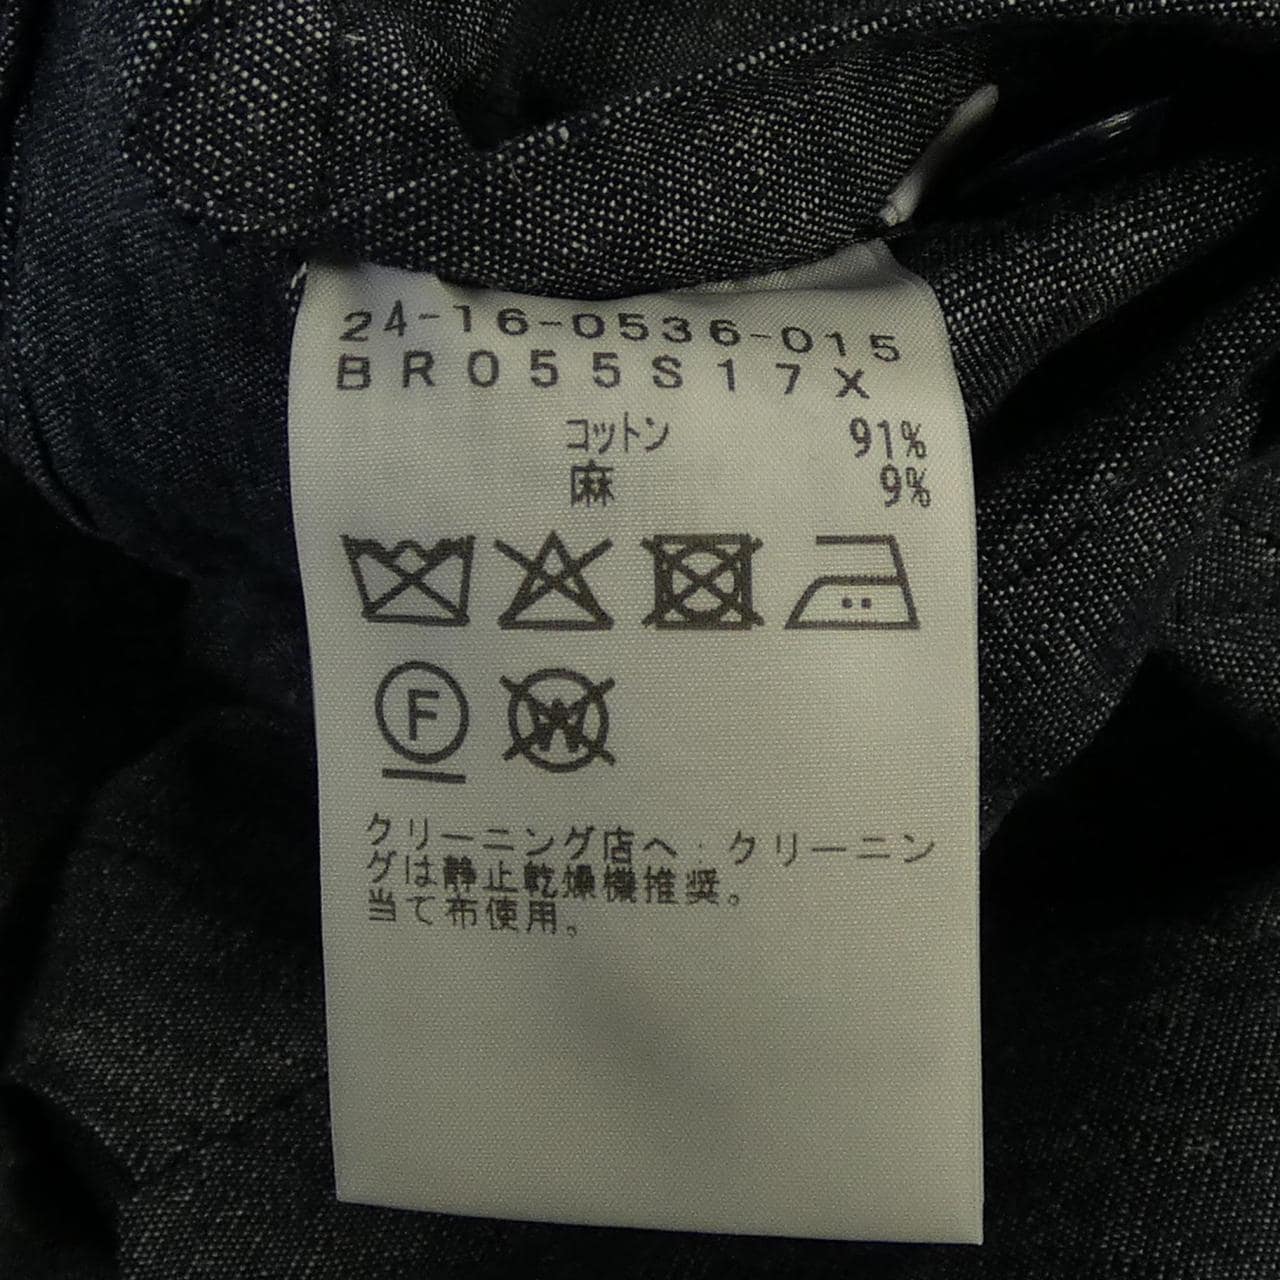 24-16-0536-015
BR055S17X
コットン 91%
麻 9%
F
W
クリーニング店へ・クリーニン
グは静止乾燥機推奨。
当て布使用。